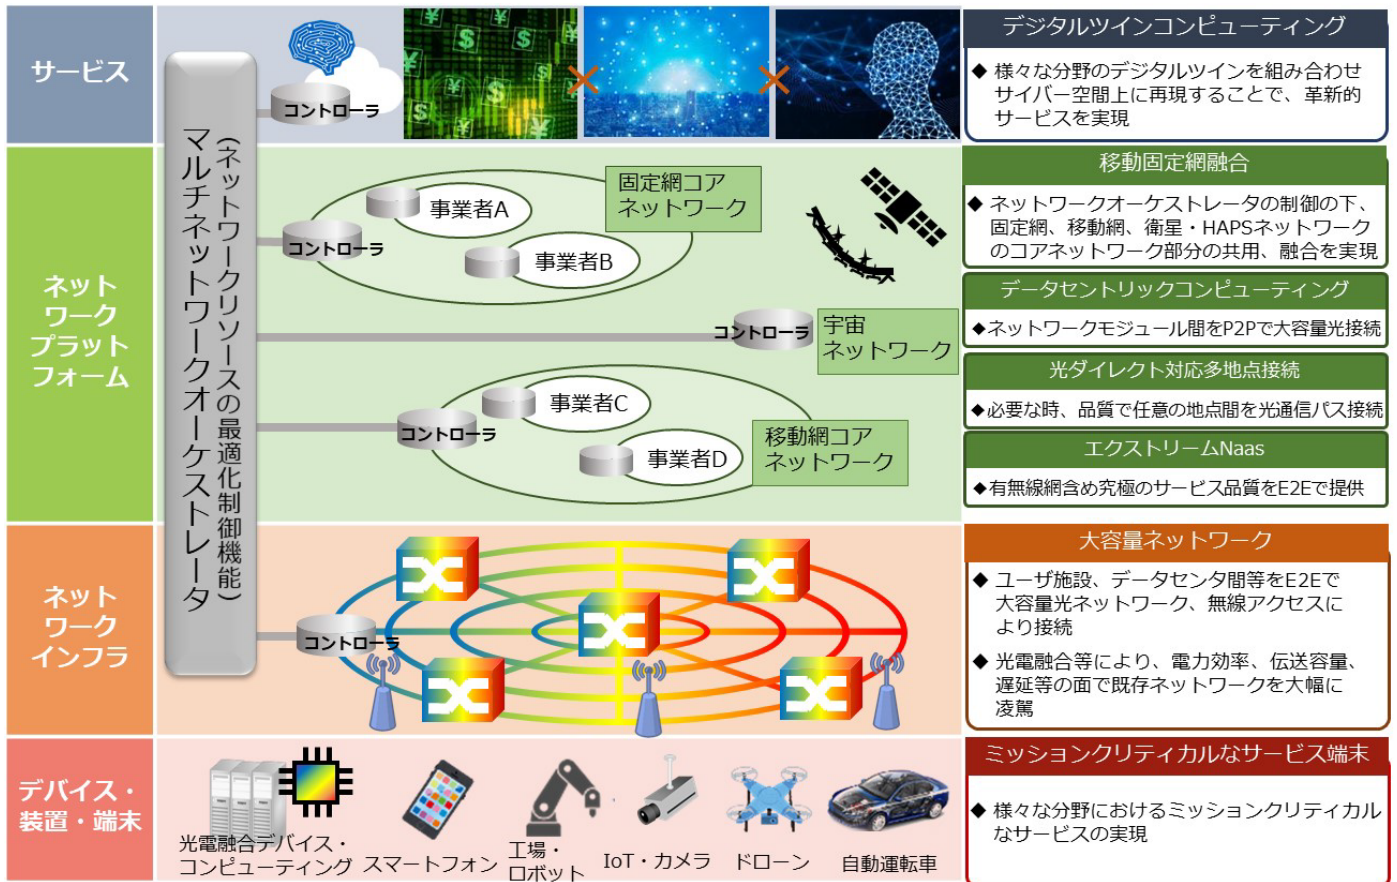 サービス
コントローラ
デジタルツインコンピューティング
◆ 様々な分野のデジタルツインを組み合わせ
サイバー空間上に再現することで、革新的
サービスを実現
マルチネットワークオーケストレータ
(ネットワークリソースの最適化制御機能)
ネット
ワーク
プラット
フォーム
固定網コア
ネットワーク
事業者A
コントローラ
事業者B
コントローラ
宇宙
ネットワーク
事業者C
コントローラ
移動網コア
ネットワーク
事業者D
移動固定網融合
◆ ネットワークオーケストレータの制御の下、
固定網、移動網、衛星・HAPSネットワーク
のコアネットワーク部分の共用、融合を実現
データセントリックコンピューティング
◆ネットワークモジュール間をP2Pで大容量光接続
光ダイレクト対応多地点接続
◆必要な時、品質で任意の地点間を光通信パス接続
エクストリームNaas
◆有無線網含め究極のサービス品質をE2Eで提供
ネット
ワーク
インフラ
コントローラ
大容量ネットワーク
◆ ユーザ施設、データセンタ間等をE2Eで
大容量光ネットワーク、無線アクセスに
より接続
◆ 光電融合等により、電力効率、伝送容量、
遅延等の面で既存ネットワークを大幅に
凌駕
デバイス・
装置・端末
光電融合デバイス・
コンピューティング
スマートフォン
工場・
ロボット
IoT・カメラ
ドローン
自動運転車
ミッションクリティカルなサービス端末
◆ 様々な分野におけるミッションクリティカル
なサービスの実現